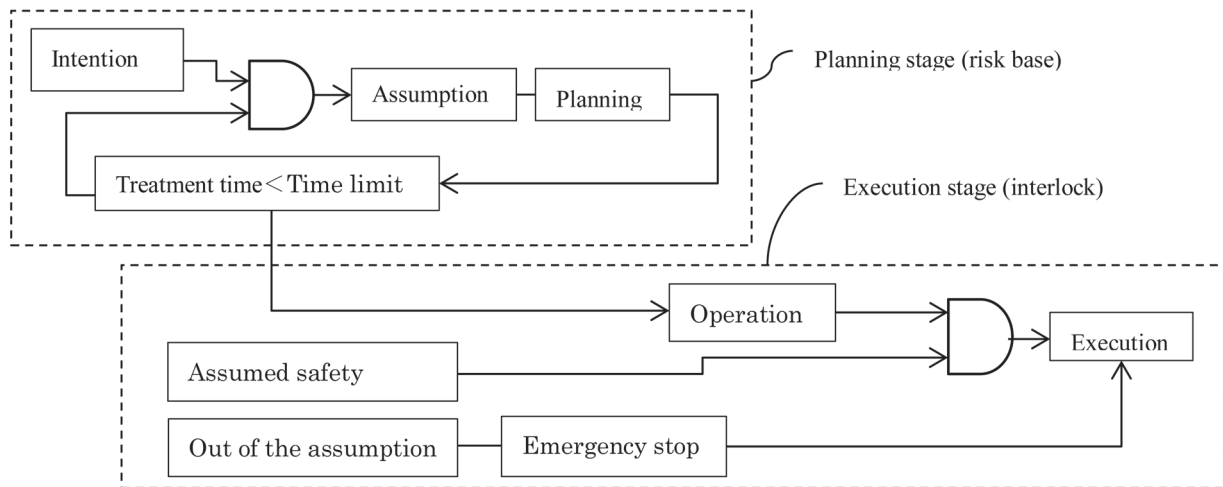 Intention
Planning stage (risk base)
Assumption
Planning
Treatment time＜Time limit
Execution stage (interlock)
Operation
Execution
Assumed safety
Out of the assumption
Emergency stop